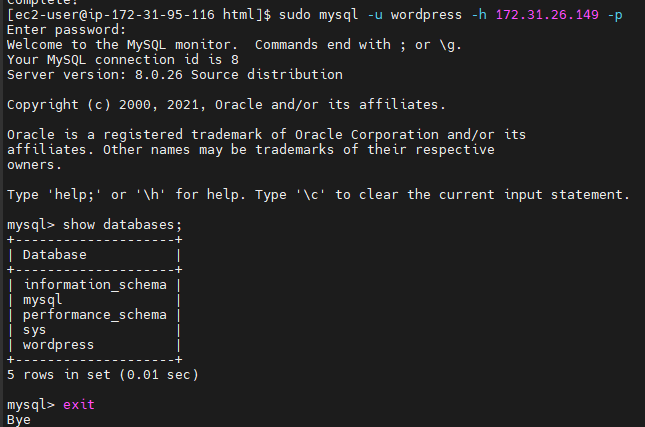 complete!
[ec2-user@ip-172-31-95-116 html]$ sudo mysql -u wordpress -h 172.31.26.149 -p
Enter password:
Welcome to the MySQL monitor.  Commands end with ; or \g.
Your MySQL connection id is 8
Server version: 8.0.26 Source distribution

Copyright (c) 2000, 2021, Oracle and/or its affiliates.

Oracle is a registered trademark of Oracle Corporation and/or its
affiliates. Other names may be trademarks of their respective
owners.

Type 'help;' or '\h' for help. Type '\c' to clear the current input statement.

mysql> show databases;
+--------------------+
| Database           |
+--------------------+
| information_schema |
| mysql              |
| performance_schema |
| sys                |
| wordpress          |
+--------------------+
5 rows in set (0.01 sec)

mysql> exit
Bye